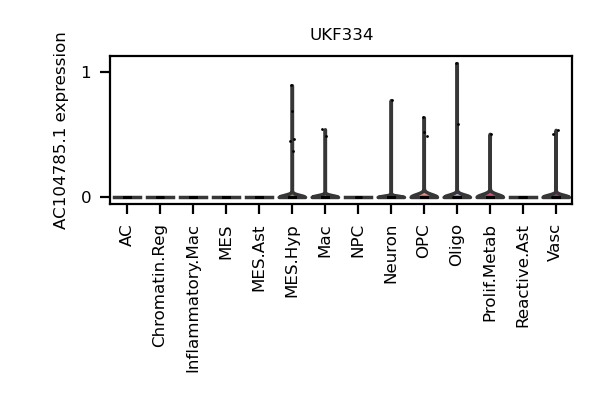 UKF334
AC104785.1 expression
1
0
AC
Chromatin.Reg
Inflammatory.Mac
MES
MES.Ast
MES.Hyp
Mac
NPC
Neuron
OPC
Oligo
Prolif.Metab
Reactive.Ast
Vasc